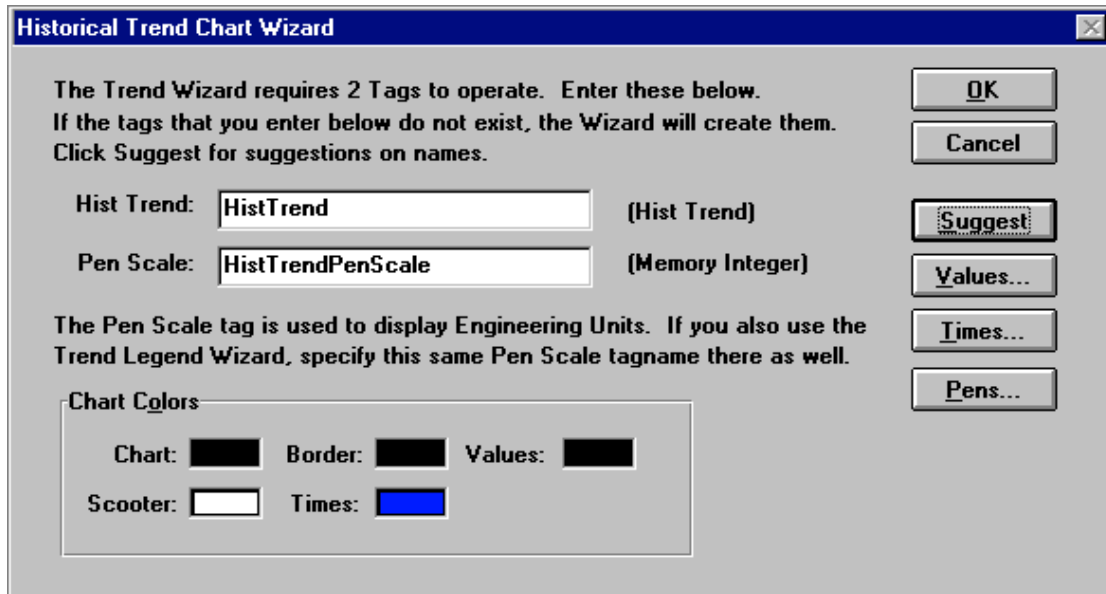 Historical Trend Chart Wizard
The Trend Wizard requires 2 Tags to operate.  Enter these below.
If the tags that you enter below do not exist, the Wizard will create them.
Click Suggest for suggestions on names.
Hist Trend: HistTrend (Hist Trend)
Pen Scale: HistTrendPenScale (Memory Integer)
The Pen Scale tag is used to display Engineering Units.  If you also use the
Trend Legend Wizard, specify this same Pen Scale tagname there as well.
Chart Colors
Chart: Border: Values:
Scooter: Times:
OK
Cancel
Suggest
Values...
Times...
Pens...